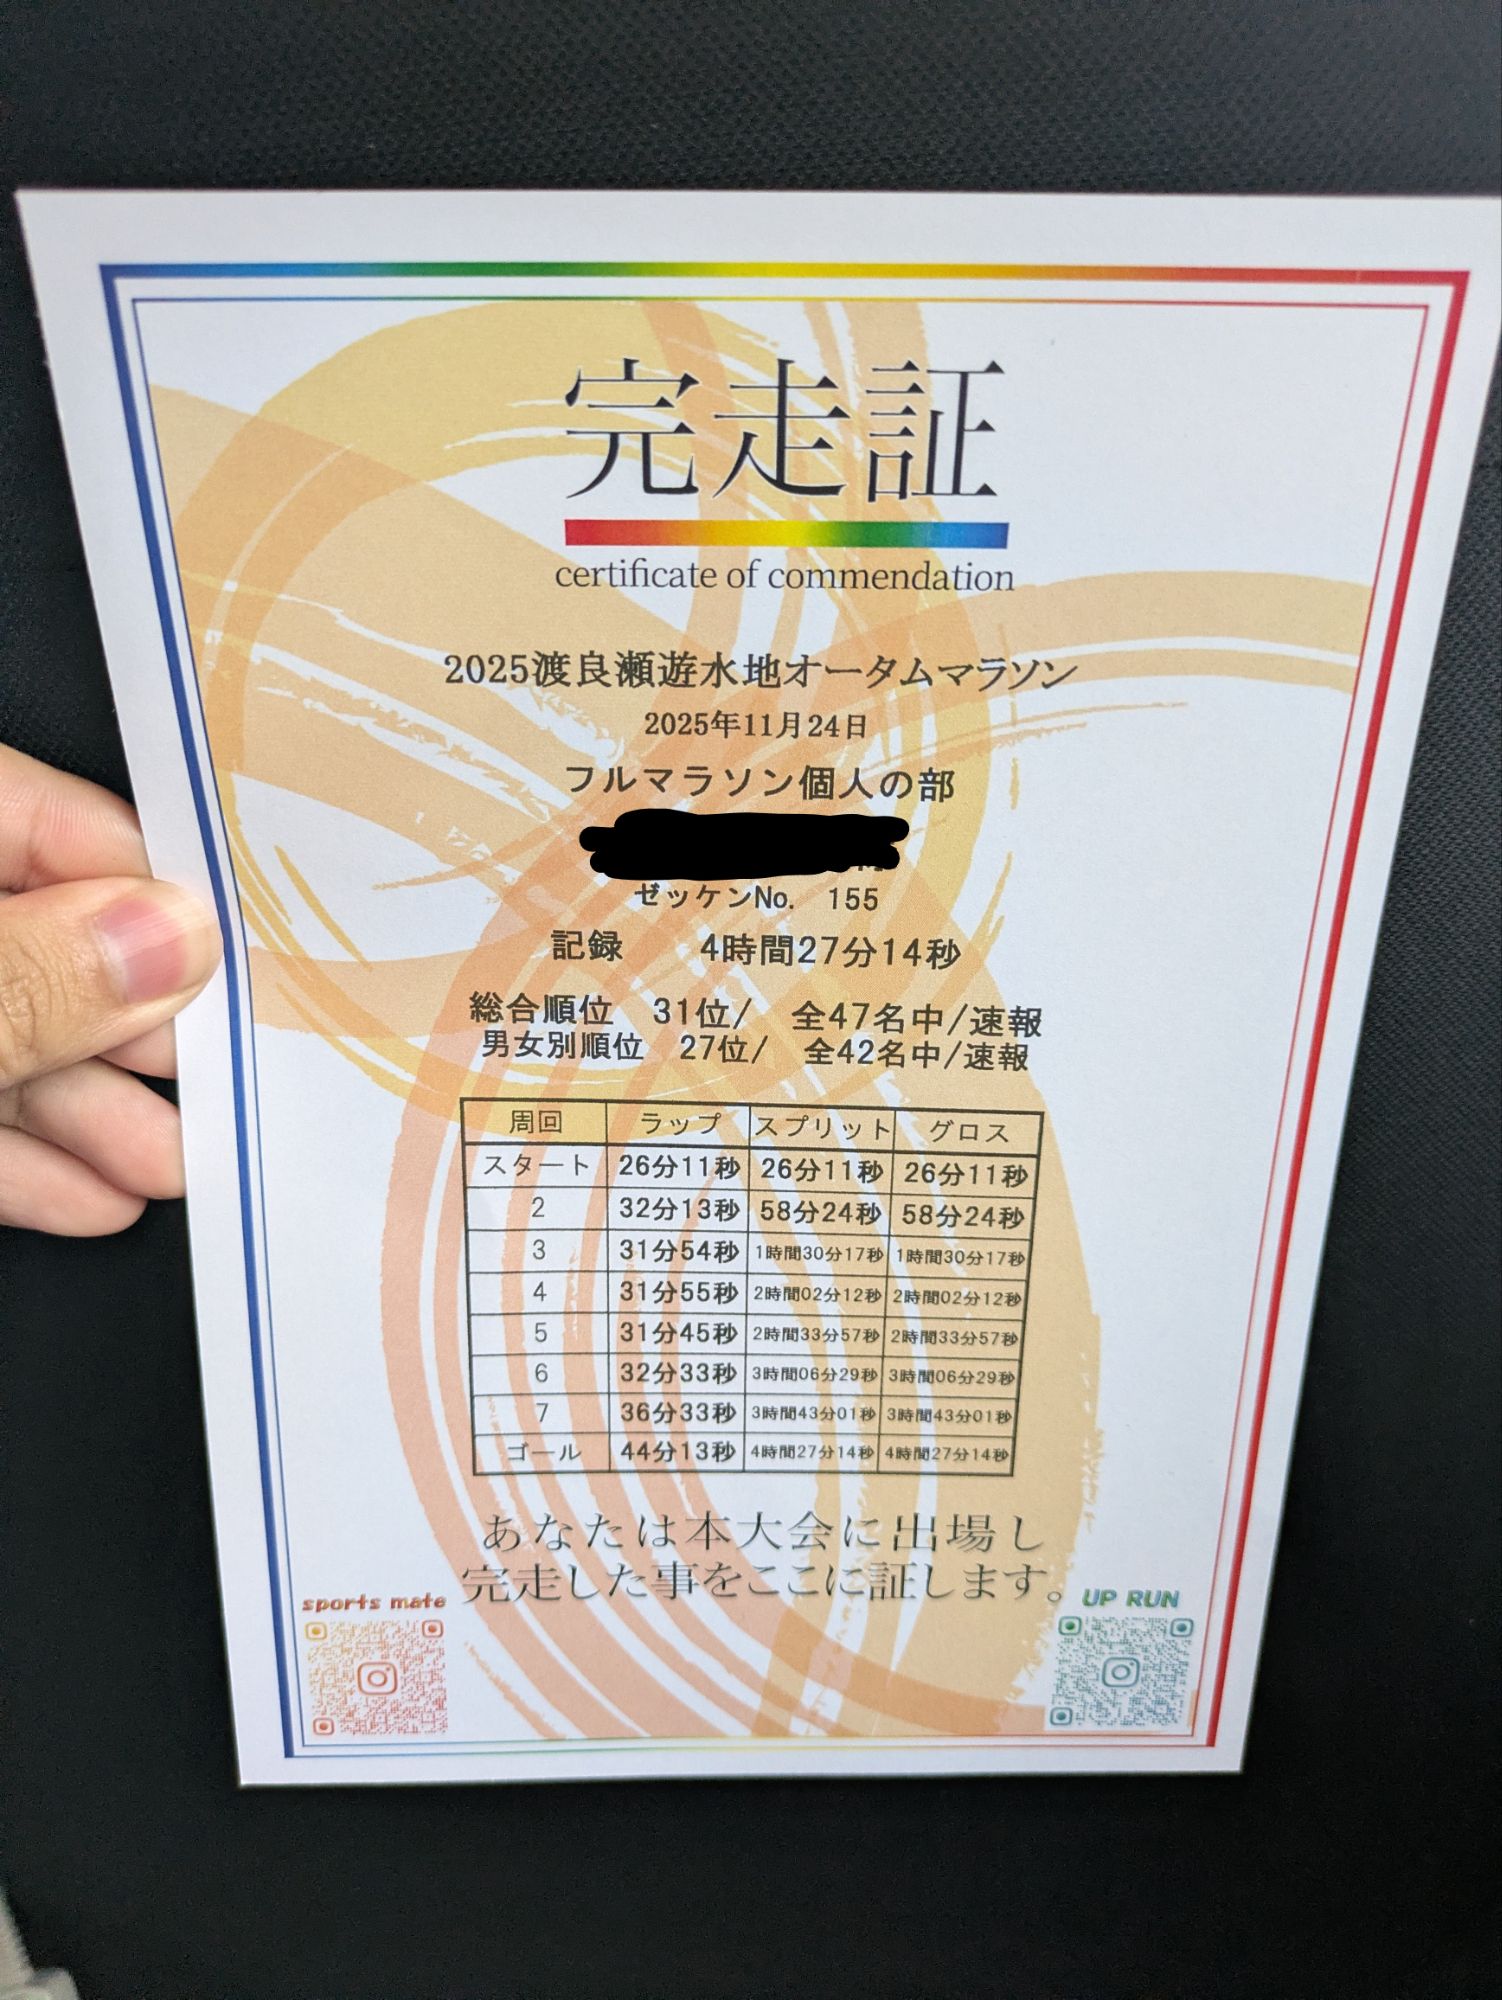 完走証
certificate of commendation
2025渡良瀬遊水地オータムマラソン
2025年11月24日
フルマラソン個人の部
ゼッケンNo. 155
記録 4時間27分14秒
総合順位 31位/ 全47名中/速報
男女別順位 27位/ 全42名中/速報
周回 ラップ スプリット グロス
スタート 26分11秒 26分11秒 26分11秒
2 32分13秒 58分24秒 58分24秒
3 31分54秒 1時間30分17秒 1時間30分17秒
4 31分55秒 2時間02分12秒 2時間02分12秒
5 31分45秒 2時間33分57秒 2時間33分57秒
6 32分33秒 3時間06分29秒 3時間06分29秒
7 36分33秒 3時間43分01秒 3時間43分01秒
ゴール 44分13秒 4時間27分14秒 4時間27分14秒
あなたは本大会に出場し
完走した事をここに証します。
sports mate
UP RUN